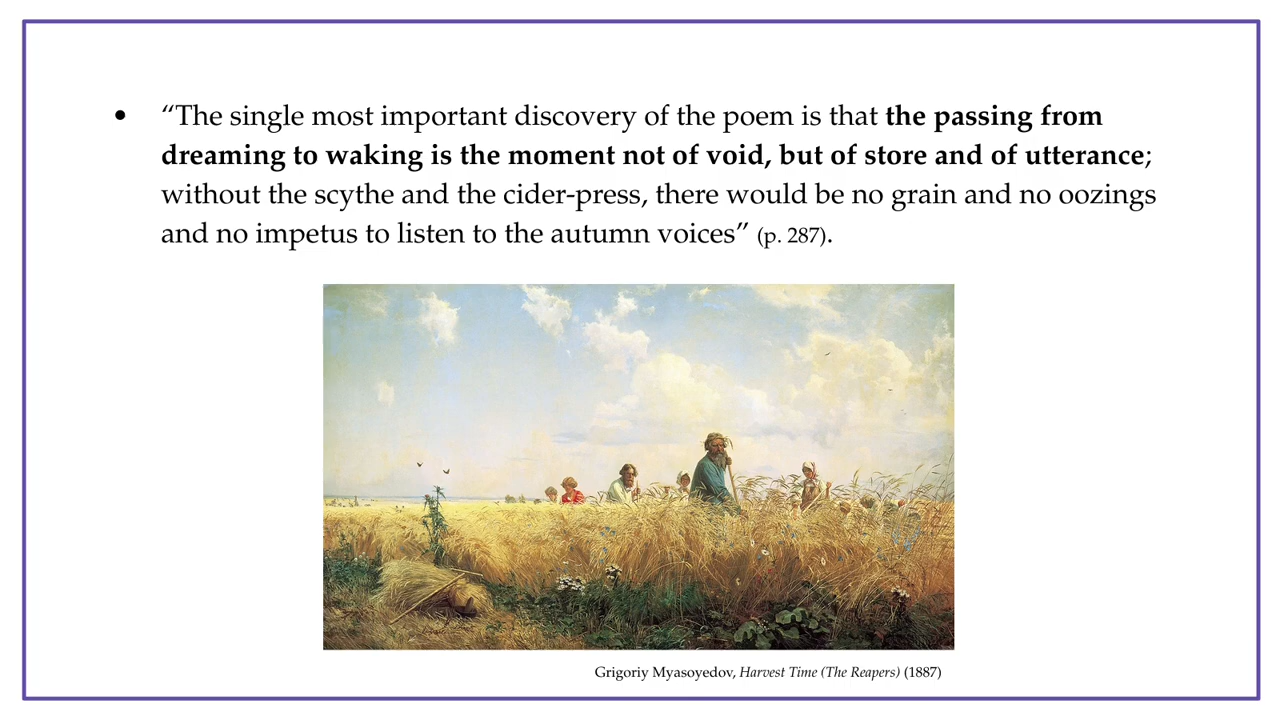 • “The single most important discovery of the poem is that the passing from
dreaming to waking is the moment not of void, but of store and of utterance;
without the scythe and the cider-press, there would be no grain and no oozings
and no impetus to listen to the autumn voices” (p. 287).
Grigoriy Myasoyedov, Harvest Time (The Reapers) (1887)